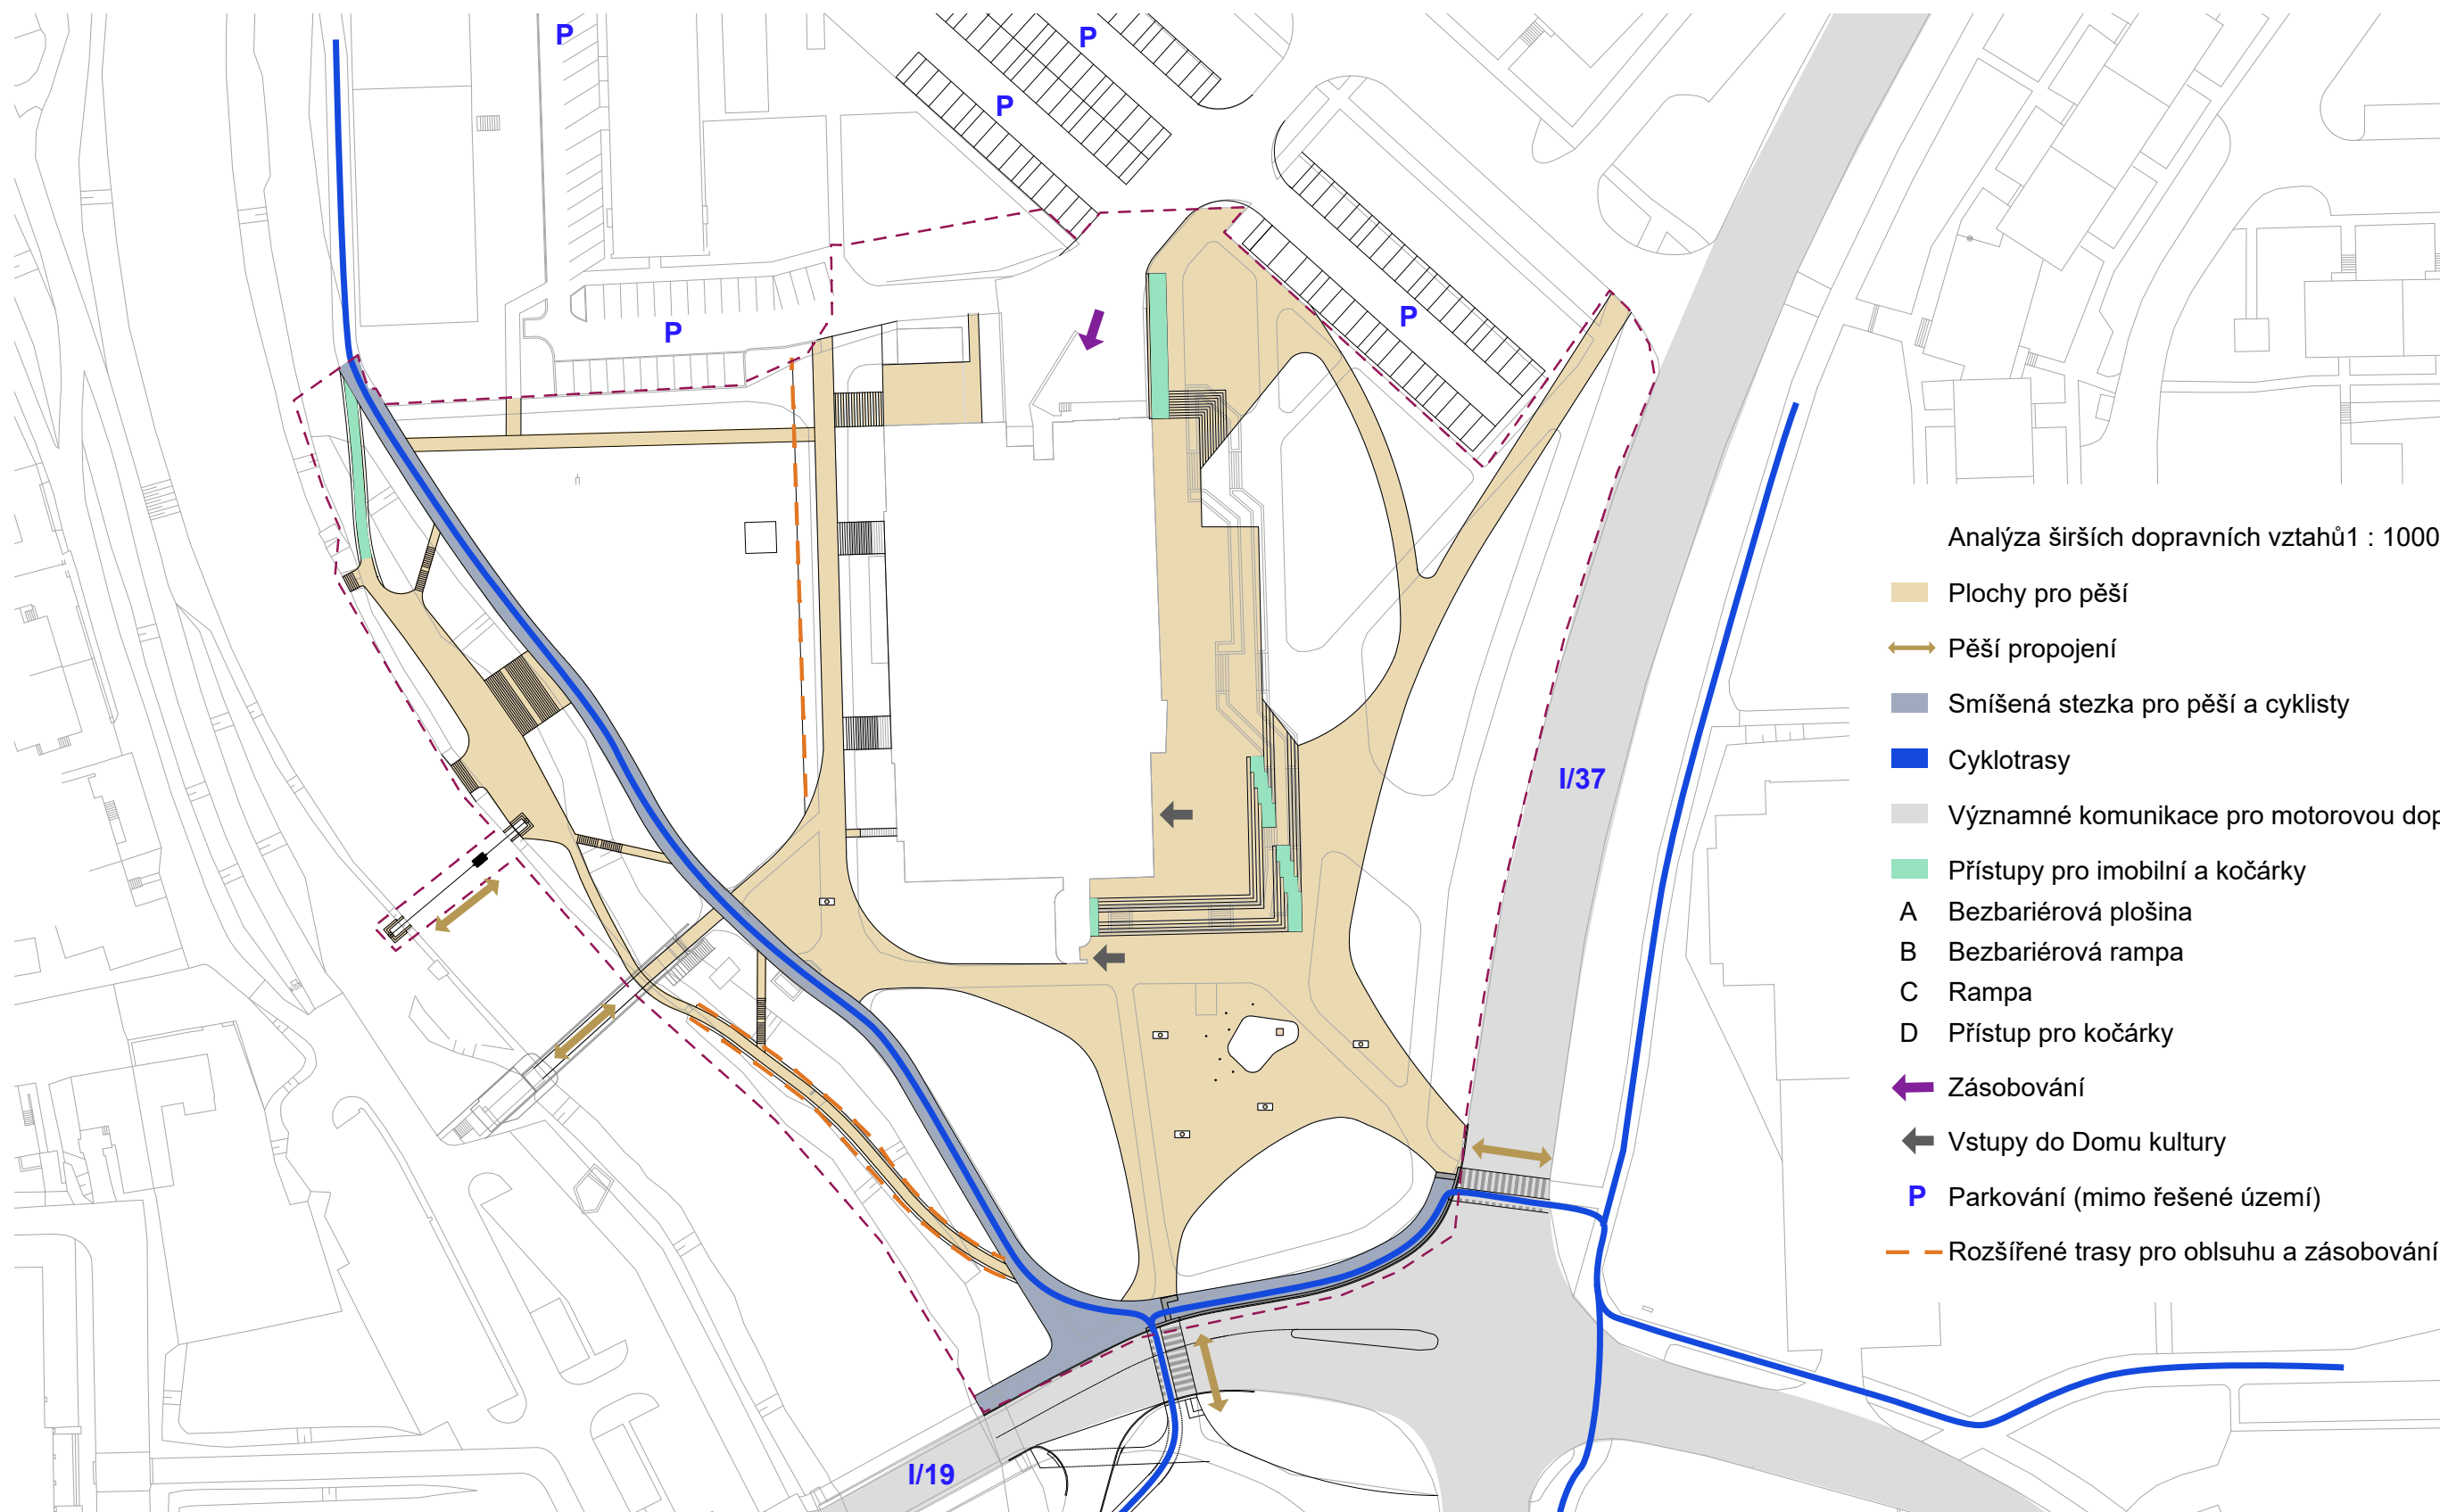 P
P
P
P
P
I/37
I/19
Analýza širších dopravních vztahů1 : 1000
Plochy pro pěší
Pěší propojení
Smíšená stezka pro pěší a cyklisty
Cyklotrasy
Významné komunikace pro motorovou dop
Přístupy pro imobilní a kočárky
A Bezbariérová plošina
B Bezbariérová rampa
C Rampa
D Přístup pro kočárky
Zásobování
Vstupy do Domu kultury
P Parkování (mimo řešené území)
Rozšířené trasy pro oblsuhu a zásobování